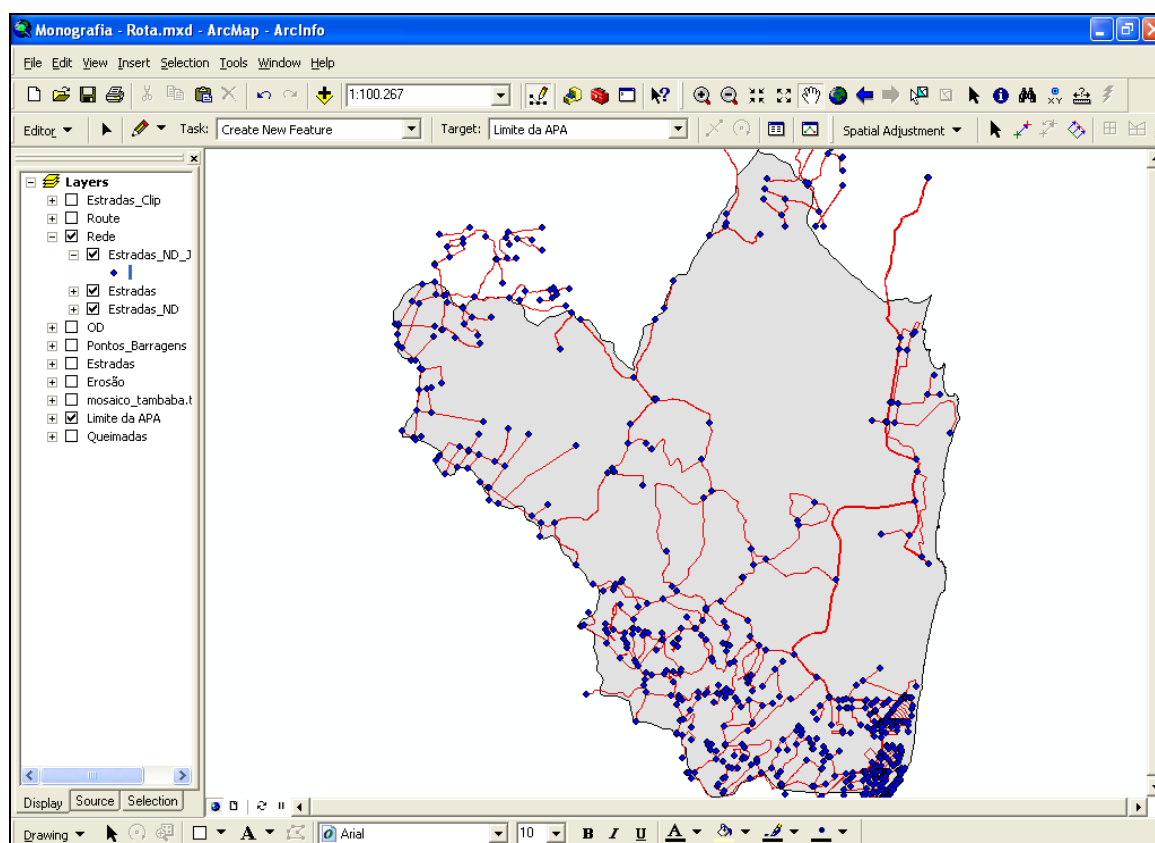 Monografia - Rota.mxd - ArcMap - ArcInfo
File Edit View Insert Selection Tools Window Help
1:100.267
Editor Task: Create New Feature Target: Limite da APA Spatial Adjustment
Layers
Estradas_Clip
Route
Rede
Estradas_ND_J
Estradas
Estradas_ND
OD
Pontos_Barragens
Estradas
Erosão
mosaico_tambaba.t
Limite da APA
Queimadas
Display Source Selection
Drawing A Arial 10 B I U A